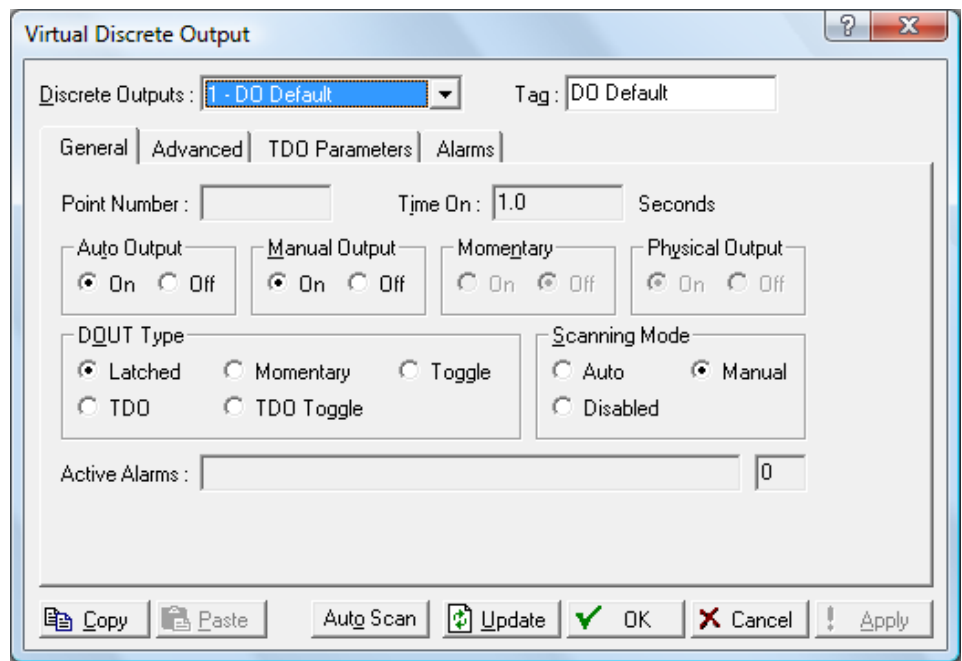 Virtual Discrete Output
Discrete Outputs : 1 - DO Default Tag : DO Default
General Advanced TDO Parameters Alarms
Point Number : Time On : 1.0 Seconds
Auto Output Manual Output Momentary Physical Output
On Off On Off On Off On Off
DOUT Type Scanning Mode
Latched Momentary Toggle Auto Manual
TDO TDO Toggle Disabled
Active Alarms : 0
Copy Paste Auto Scan Update OK Cancel Apply